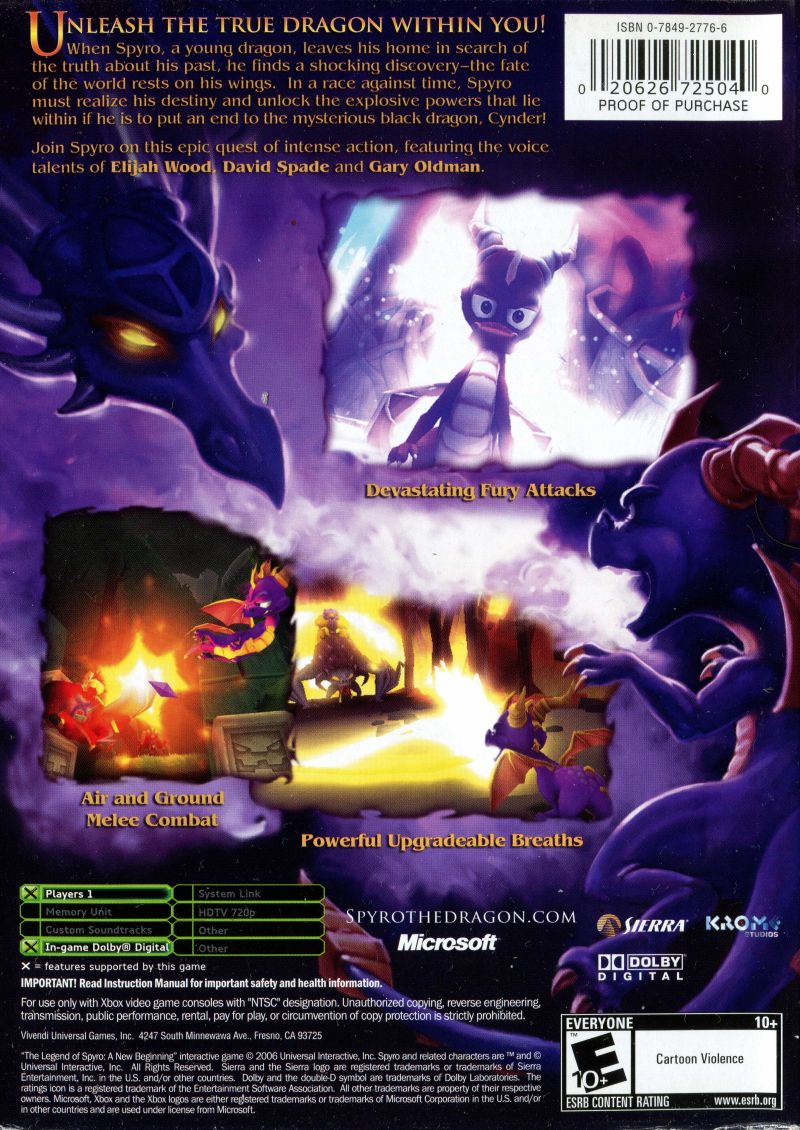 UNLEASH THE TRUE DRAGON WITHIN YOU!
When Spyro, a young dragon, leaves his home in search of
the truth about his past, he finds a shocking discovery–the fate
of the world rests on his wings. In a race against time, Spyro
must realize his destiny and unlock the explosive powers that lie
within if he is to put an end to the mysterious black dragon, Cynder!
Join Spyro on this epic quest of intense action, featuring the voice
talents of Elijah Wood, David Spade and Gary Oldman.
ISBN 0-7849-2776-6
0 20626 72504 0
PROOF OF PURCHASE
Devastating Fury Attacks
Air and Ground
Melee Combat
Powerful Upgradeable Breaths
Players 1
Memory Unit
Custom Soundtracks
In-game Dolby® Digital
System Link
HDTV 720p
Other
Other
X = features supported by this game
SPYROTHEDRAGON.COM
Microsoft®
SIERRA®
KROME
STUDIOS
DOLBY
DIGITAL
IMPORTANT! Read Instruction Manual for important safety and health information.
For use only with Xbox video game consoles with "NTSC" designation. Unauthorized copying, reverse engineering,
transmission, public performance, rental, pay for play, or circumvention of copy protection is strictly prohibited.
Vivendi Universal Games, Inc. 4247 South Minnewawa Ave., Fresno, CA 93725
"The Legend of Spyro: A New Beginning" interactive game © 2006 Universal Interactive, Inc. Spyro and related characters are ™ and ©
Universal Interactive, Inc. All Rights Reserved. Sierra and the Sierra logo are registered trademarks or trademarks of Sierra
Entertainment, Inc. in the U.S. and/or other countries. Dolby and the double-D symbol are trademarks of Dolby Laboratories. The
ratings icon is a registered trademark of the Entertainment Software Association. All other trademarks are property of their respective
owners. Microsoft, Xbox and the Xbox logos are either registered trademarks or trademarks of Microsoft Corporation in the U.S. and/or
in other countries and are used under license from Microsoft.
EVERYONE 10+
E
10+
™
Cartoon Violence
ESRB CONTENT RATING www.esrb.org